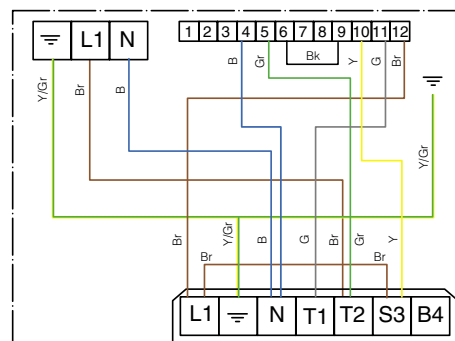 L1 N
1 2 3 4 5 6 7 8 9 10 11 12
Y/Gr Br B B Gr Bk Y G Br Y/Gr
Br Y/Gr B G Br Gr Y
Br Br
L1 N T1 T2 S3 B4